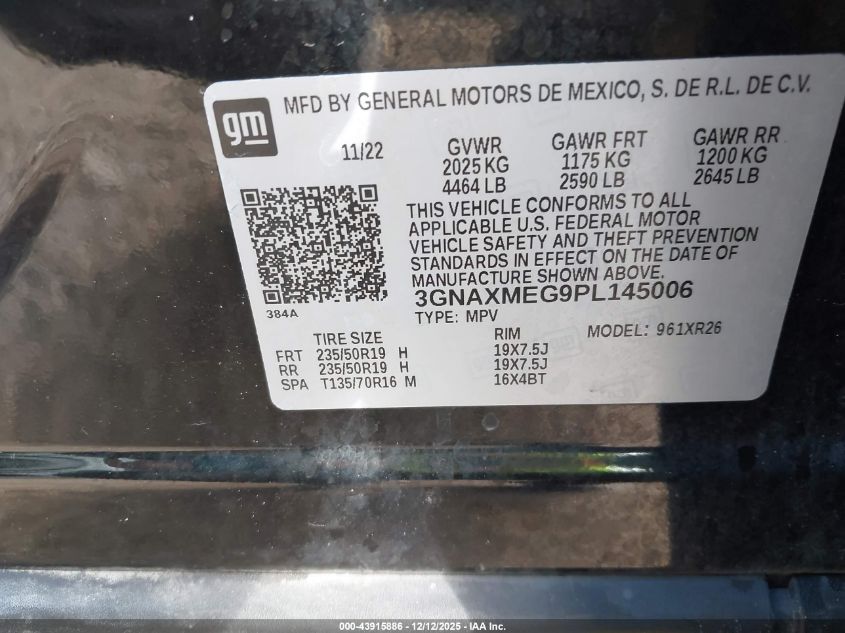 gm
MFD BY GENERAL MOTORS DE MEXICO, S. DE R.L. DE C.V.
11/22 GVWR GAWR FRT GAWR RR
2025 KG 1175 KG 1200 KG
4464 LB 2590 LB 2645 LB
THIS VEHICLE CONFORMS TO ALL
APPLICABLE U.S. FEDERAL MOTOR
VEHICLE SAFETY AND THEFT PREVENTION
STANDARDS IN EFFECT ON THE DATE OF
MANUFACTURE SHOWN ABOVE.
384A
3GNAXMEG9PL145006
TYPE: MPV MODEL: 961XR26
TIRE SIZE RIM
FRT 235/50R19 H 19X7.5J
RR 235/50R19 H 19X7.5J
SPA T135/70R16 M 16X4BT
000-43915886 - 12/12/2025 - IAA Inc.